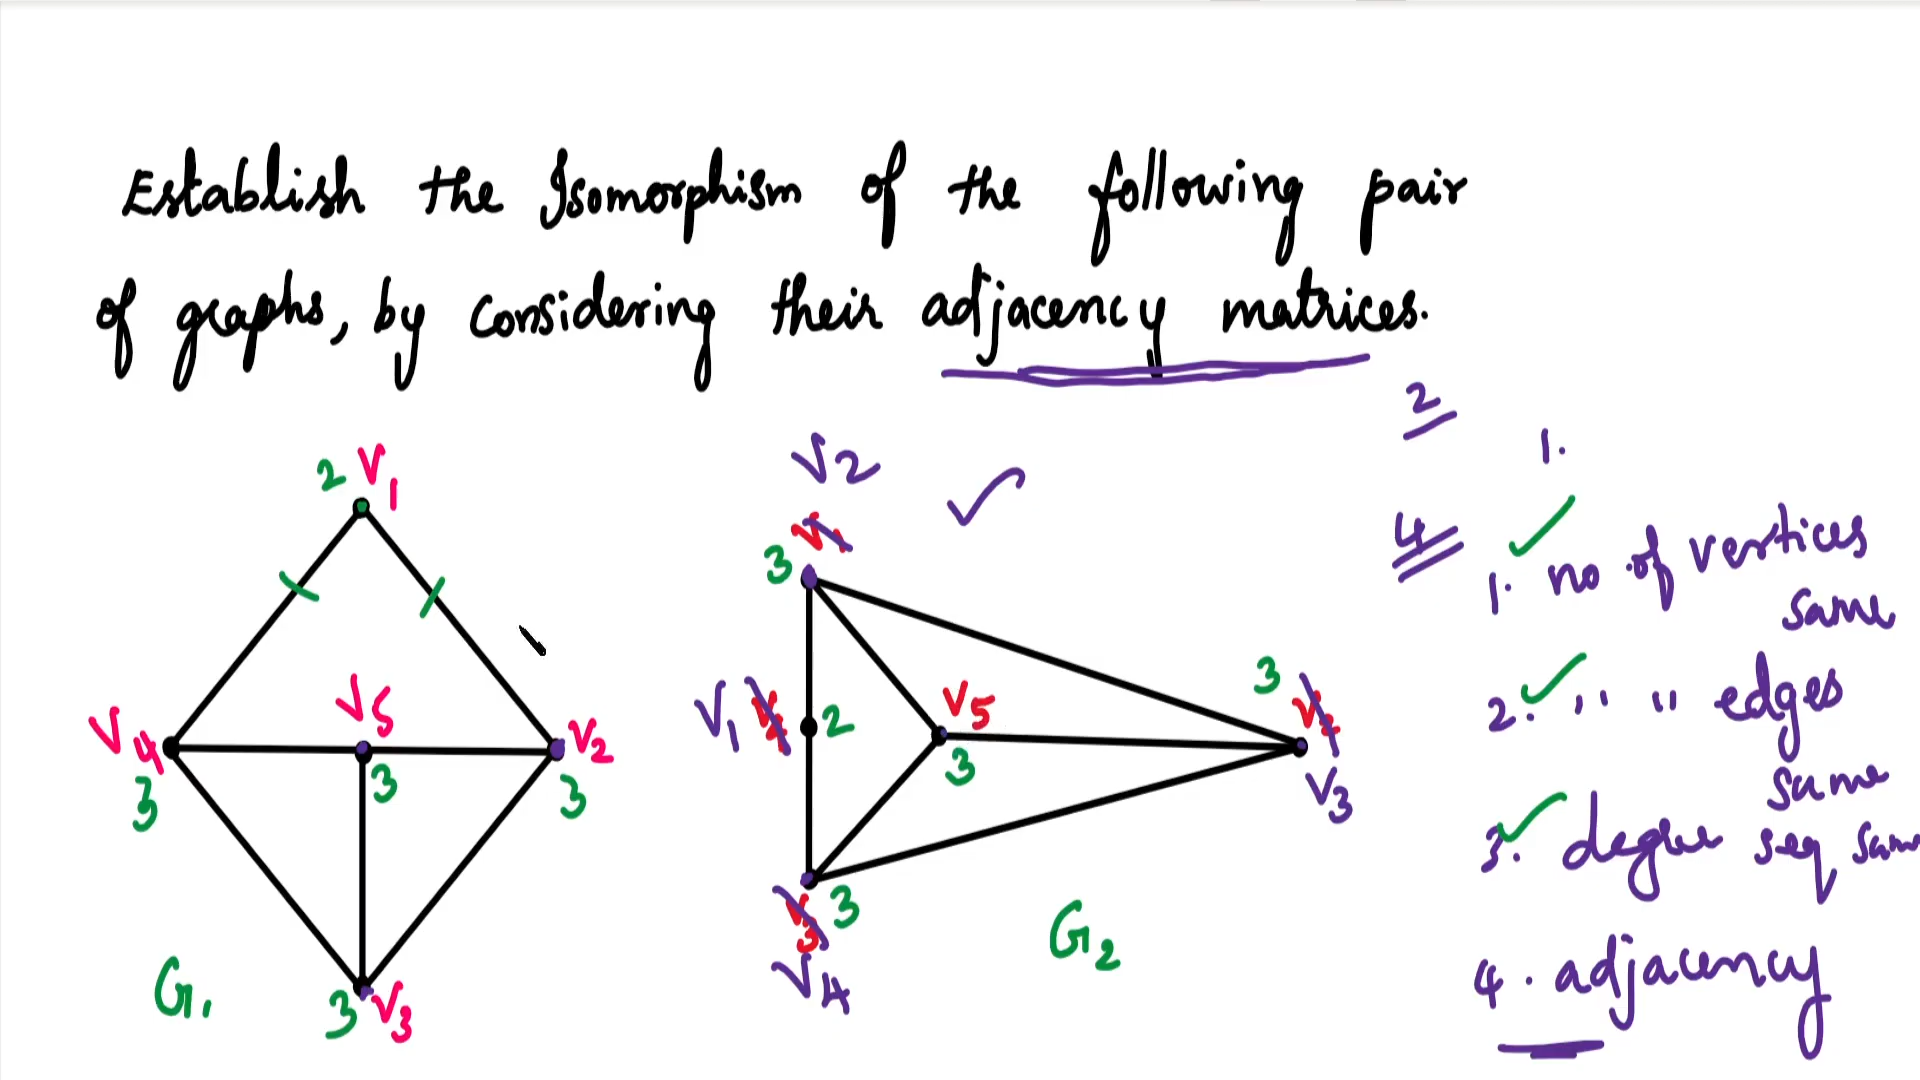 Establish the Isomorphism of the following pair
of graphs, by considering their adjacency matrices.
2 V1
V4
3
V5
3
V2
3
3 V3
G1
V2
3
V1
2
V5
3
3
V3
3
V4
G2
2
1.
4
1. no of vertices
same
2. " " edges
same
3. degree seq same
4. adjacency